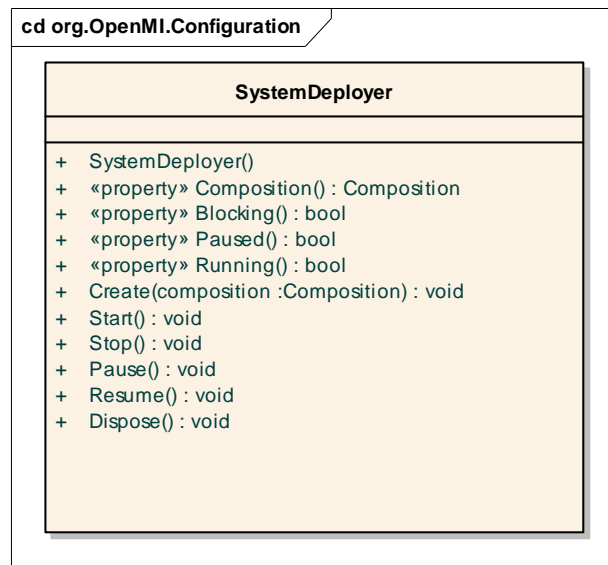 cd org.OpenMI.Configuration
SystemDeployer
+ SystemDeployer()
+ «property» Composition() : Composition
+ «property» Blocking() : bool
+ «property» Paused() : bool
+ «property» Running() : bool
+ Create(composition :Composition) : void
+ Start() : void
+ Stop() : void
+ Pause() : void
+ Resume() : void
+ Dispose() : void